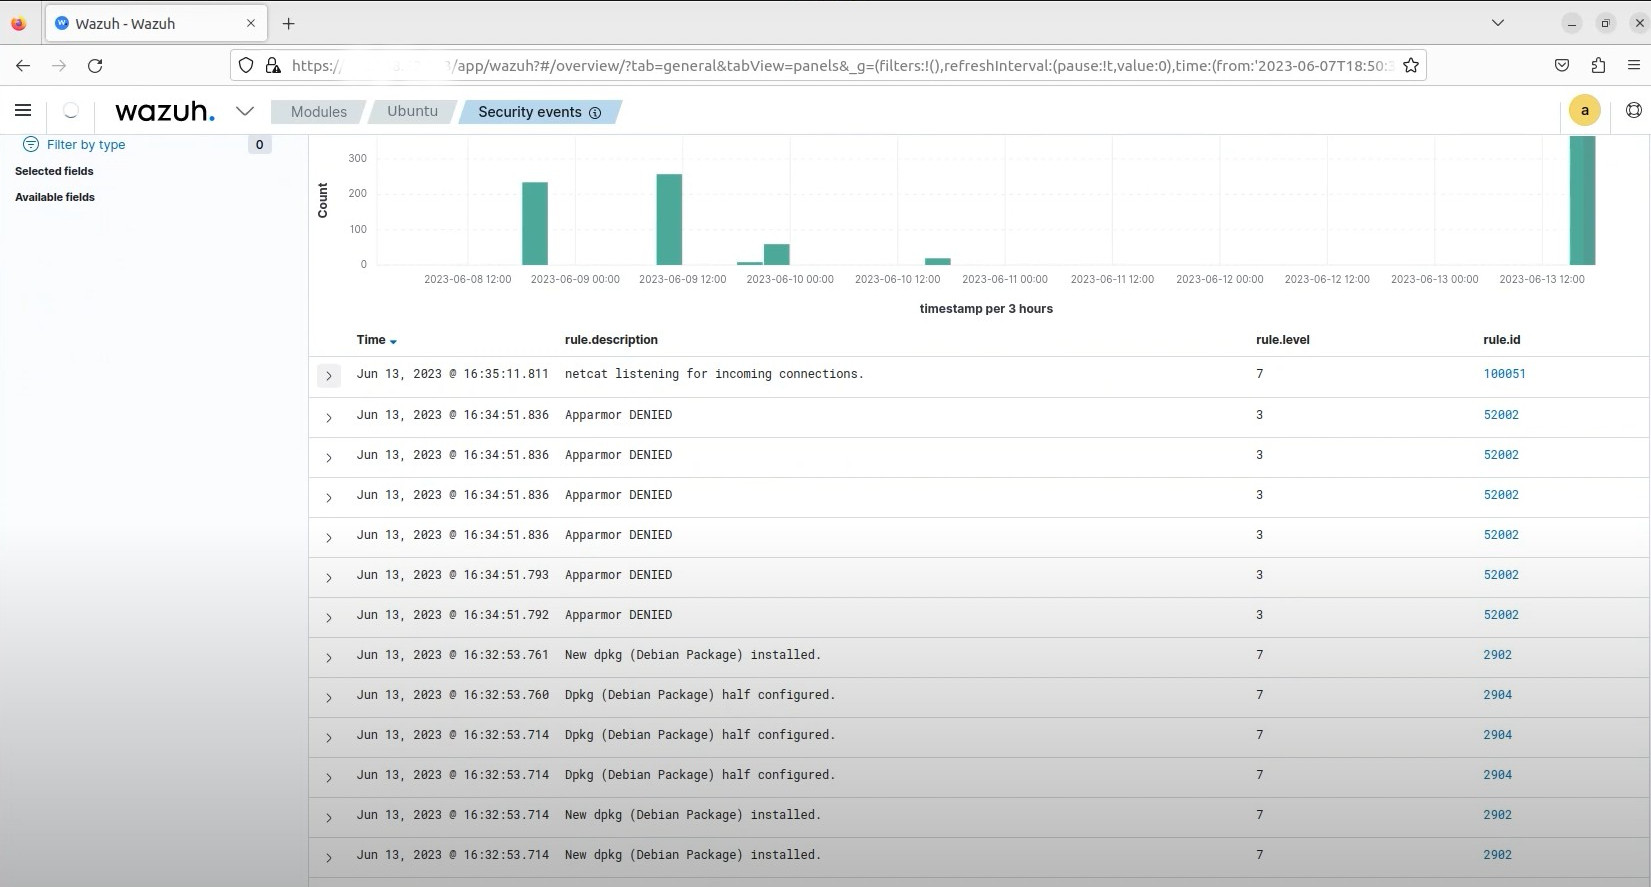 Wazuh - Wazuh
https:// /app/wazuh?#/overview/?tab=general&tabView=panels&_g=(filters:!(),refreshInterval:(pause:!t,value:0),time:(from:'2023-06-07T18:50:
wazuh. Modules Ubuntu Security events a
Filter by type 0
Selected fields
Available fields
Count
300
200
100
0
2023-06-08 12:00 2023-06-09 00:00 2023-06-09 12:00 2023-06-10 00:00 2023-06-10 12:00 2023-06-11 00:00 2023-06-11 12:00 2023-06-12 00:00 2023-06-12 12:00 2023-06-13 00:00 2023-06-13 12:00
timestamp per 3 hours
Time rule.description rule.level rule.id
Jun 13, 2023 @ 16:35:11.811 netcat listening for incoming connections. 7 100051
Jun 13, 2023 @ 16:34:51.836 Apparmor DENIED 3 52002
Jun 13, 2023 @ 16:34:51.836 Apparmor DENIED 3 52002
Jun 13, 2023 @ 16:34:51.836 Apparmor DENIED 3 52002
Jun 13, 2023 @ 16:34:51.836 Apparmor DENIED 3 52002
Jun 13, 2023 @ 16:34:51.793 Apparmor DENIED 3 52002
Jun 13, 2023 @ 16:34:51.792 Apparmor DENIED 3 52002
Jun 13, 2023 @ 16:32:53.761 New dpkg (Debian Package) installed. 7 2902
Jun 13, 2023 @ 16:32:53.760 Dpkg (Debian Package) half configured. 7 2904
Jun 13, 2023 @ 16:32:53.714 Dpkg (Debian Package) half configured. 7 2904
Jun 13, 2023 @ 16:32:53.714 Dpkg (Debian Package) half configured. 7 2904
Jun 13, 2023 @ 16:32:53.714 New dpkg (Debian Package) installed. 7 2902
Jun 13, 2023 @ 16:32:53.714 New dpkg (Debian Package) installed. 7 2902